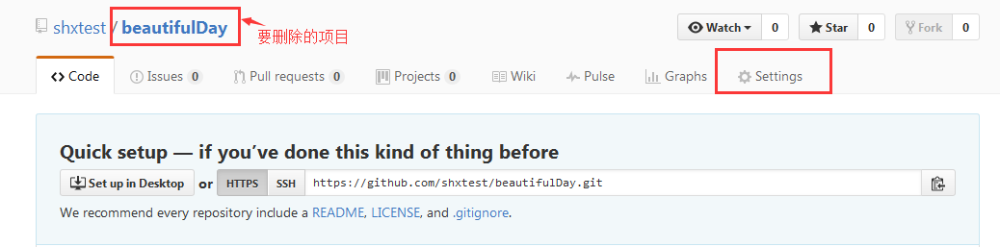 shxtest / beautifulDay
要删除的项目
Watch 0 Star 0 Fork 0
Code Issues 0 Pull requests 0 Projects 0 Wiki Pulse Graphs Settings
Quick setup — if you've done this kind of thing before
Set up in Desktop or HTTPS SSH https://github.com/shxtest/beautifulDay.git
We recommend every repository include a README, LICENSE, and .gitignore.